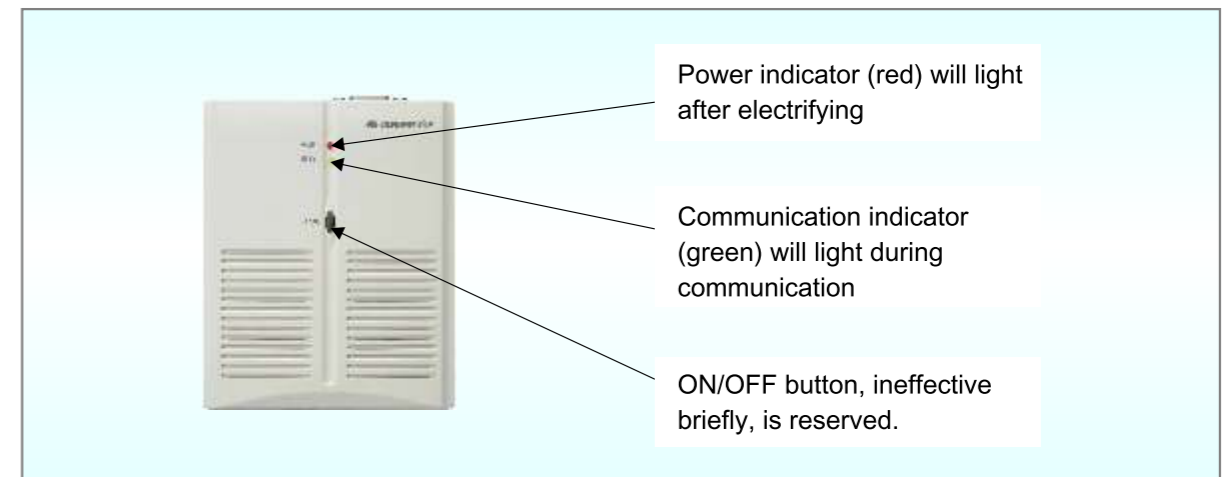 Power indicator (red) will light
after electrifying
Communication indicator
(green) will light during
communication
ON/OFF button, ineffective
briefly, is reserved.